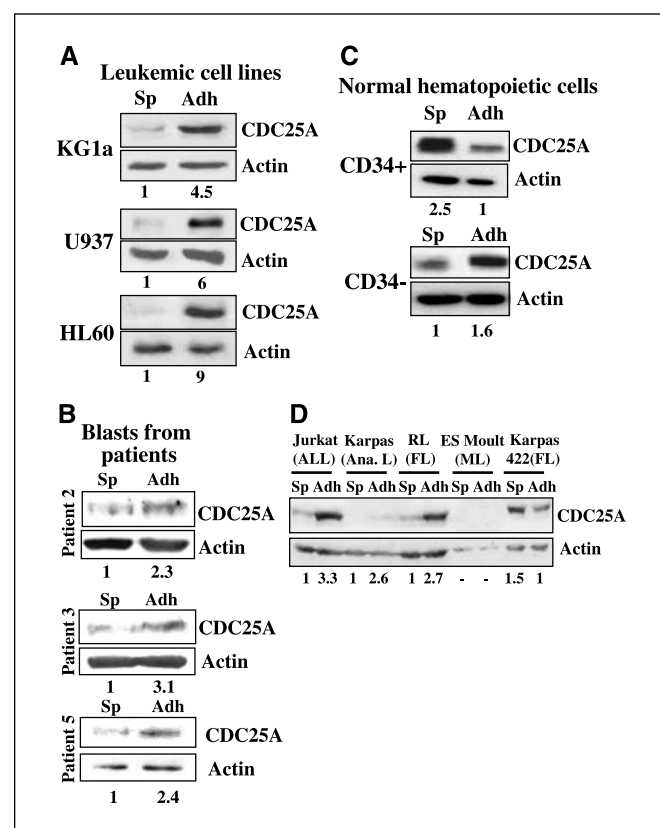 A
Leukemic cell lines
Sp Adh
KG1a
CDC25A
Actin
1 4.5
U937
CDC25A
Actin
1 6
HL60
CDC25A
Actin
1 9
B
Blasts from
patients
Sp Adh
Patient 2
CDC25A
Actin
1 2.3
Sp Adh
Patient 3
CDC25A
Actin
1 3.1
Sp Adh
Patient 5
CDC25A
Actin
1 2.4
C
Normal hematopoietic cells
Sp Adh
CD34+
CDC25A
Actin
2.5 1
Sp Adh
CD34-
CDC25A
Actin
1 1.6
D
Jurkat Karpas RL ES Moult Karpas
(ALL) (Ana. L) (FL) (ML) 422(FL)
Sp Adh Sp Adh Sp Adh Sp Adh Sp Adh
CDC25A
Actin
1 3.3 1 2.6 1 2.7 - - 1.5 1